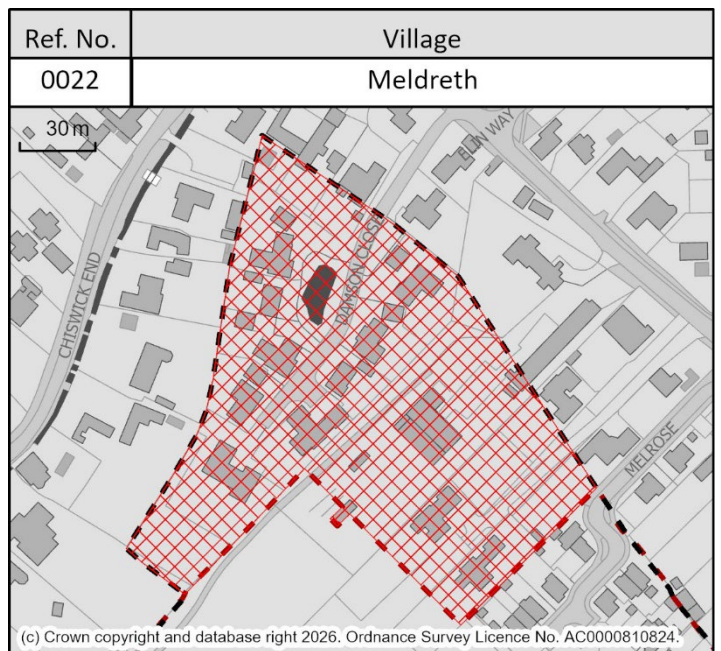 Ref. No. Village
0022 Meldreth
30 m
ELIN WAY
DAMSON CLOSE
CHISWICK END
MELROSE
(c) Crown copyright and database right 2026. Ordnance Survey Licence No. AC0000810824.